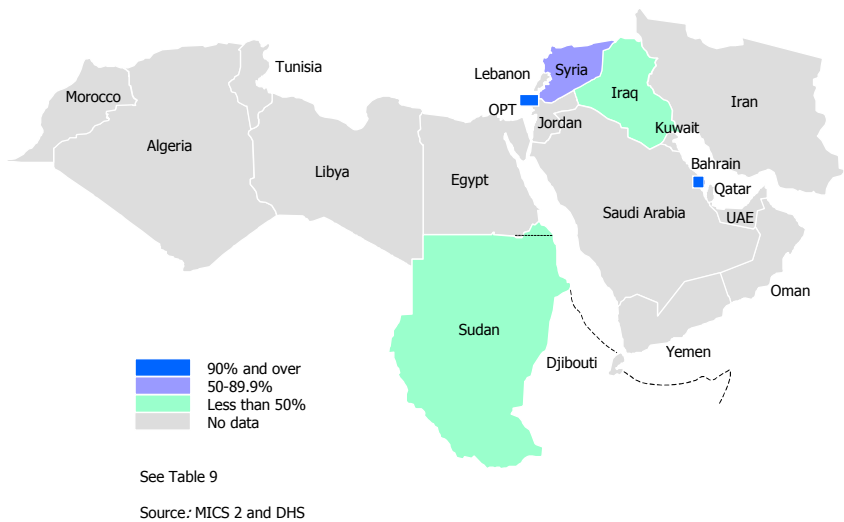 Tunisia
Lebanon
Syria
Morocco
Iraq
Iran
OPT
Jordan
Kuwait
Algeria
Bahrain
Libya
Egypt
Qatar
Saudi Arabia
UAE
Oman
Sudan
Yemen
Djibouti
90% and over
50-89.9%
Less than 50%
No data
See Table 9
Source: MICS 2 and DHS